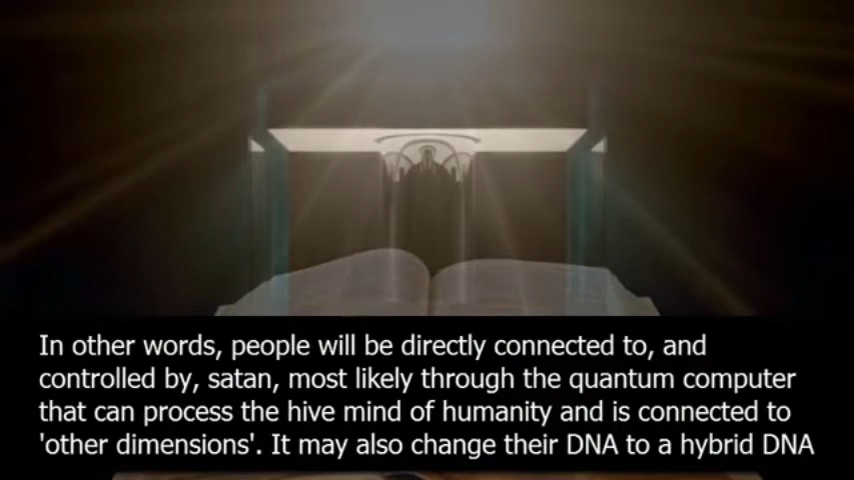 In other words, people will be directly connected to, and
controlled by, satan, most likely through the quantum computer
that can process the hive mind of humanity and is connected to
'other dimensions'. It may also change their DNA to a hybrid DNA